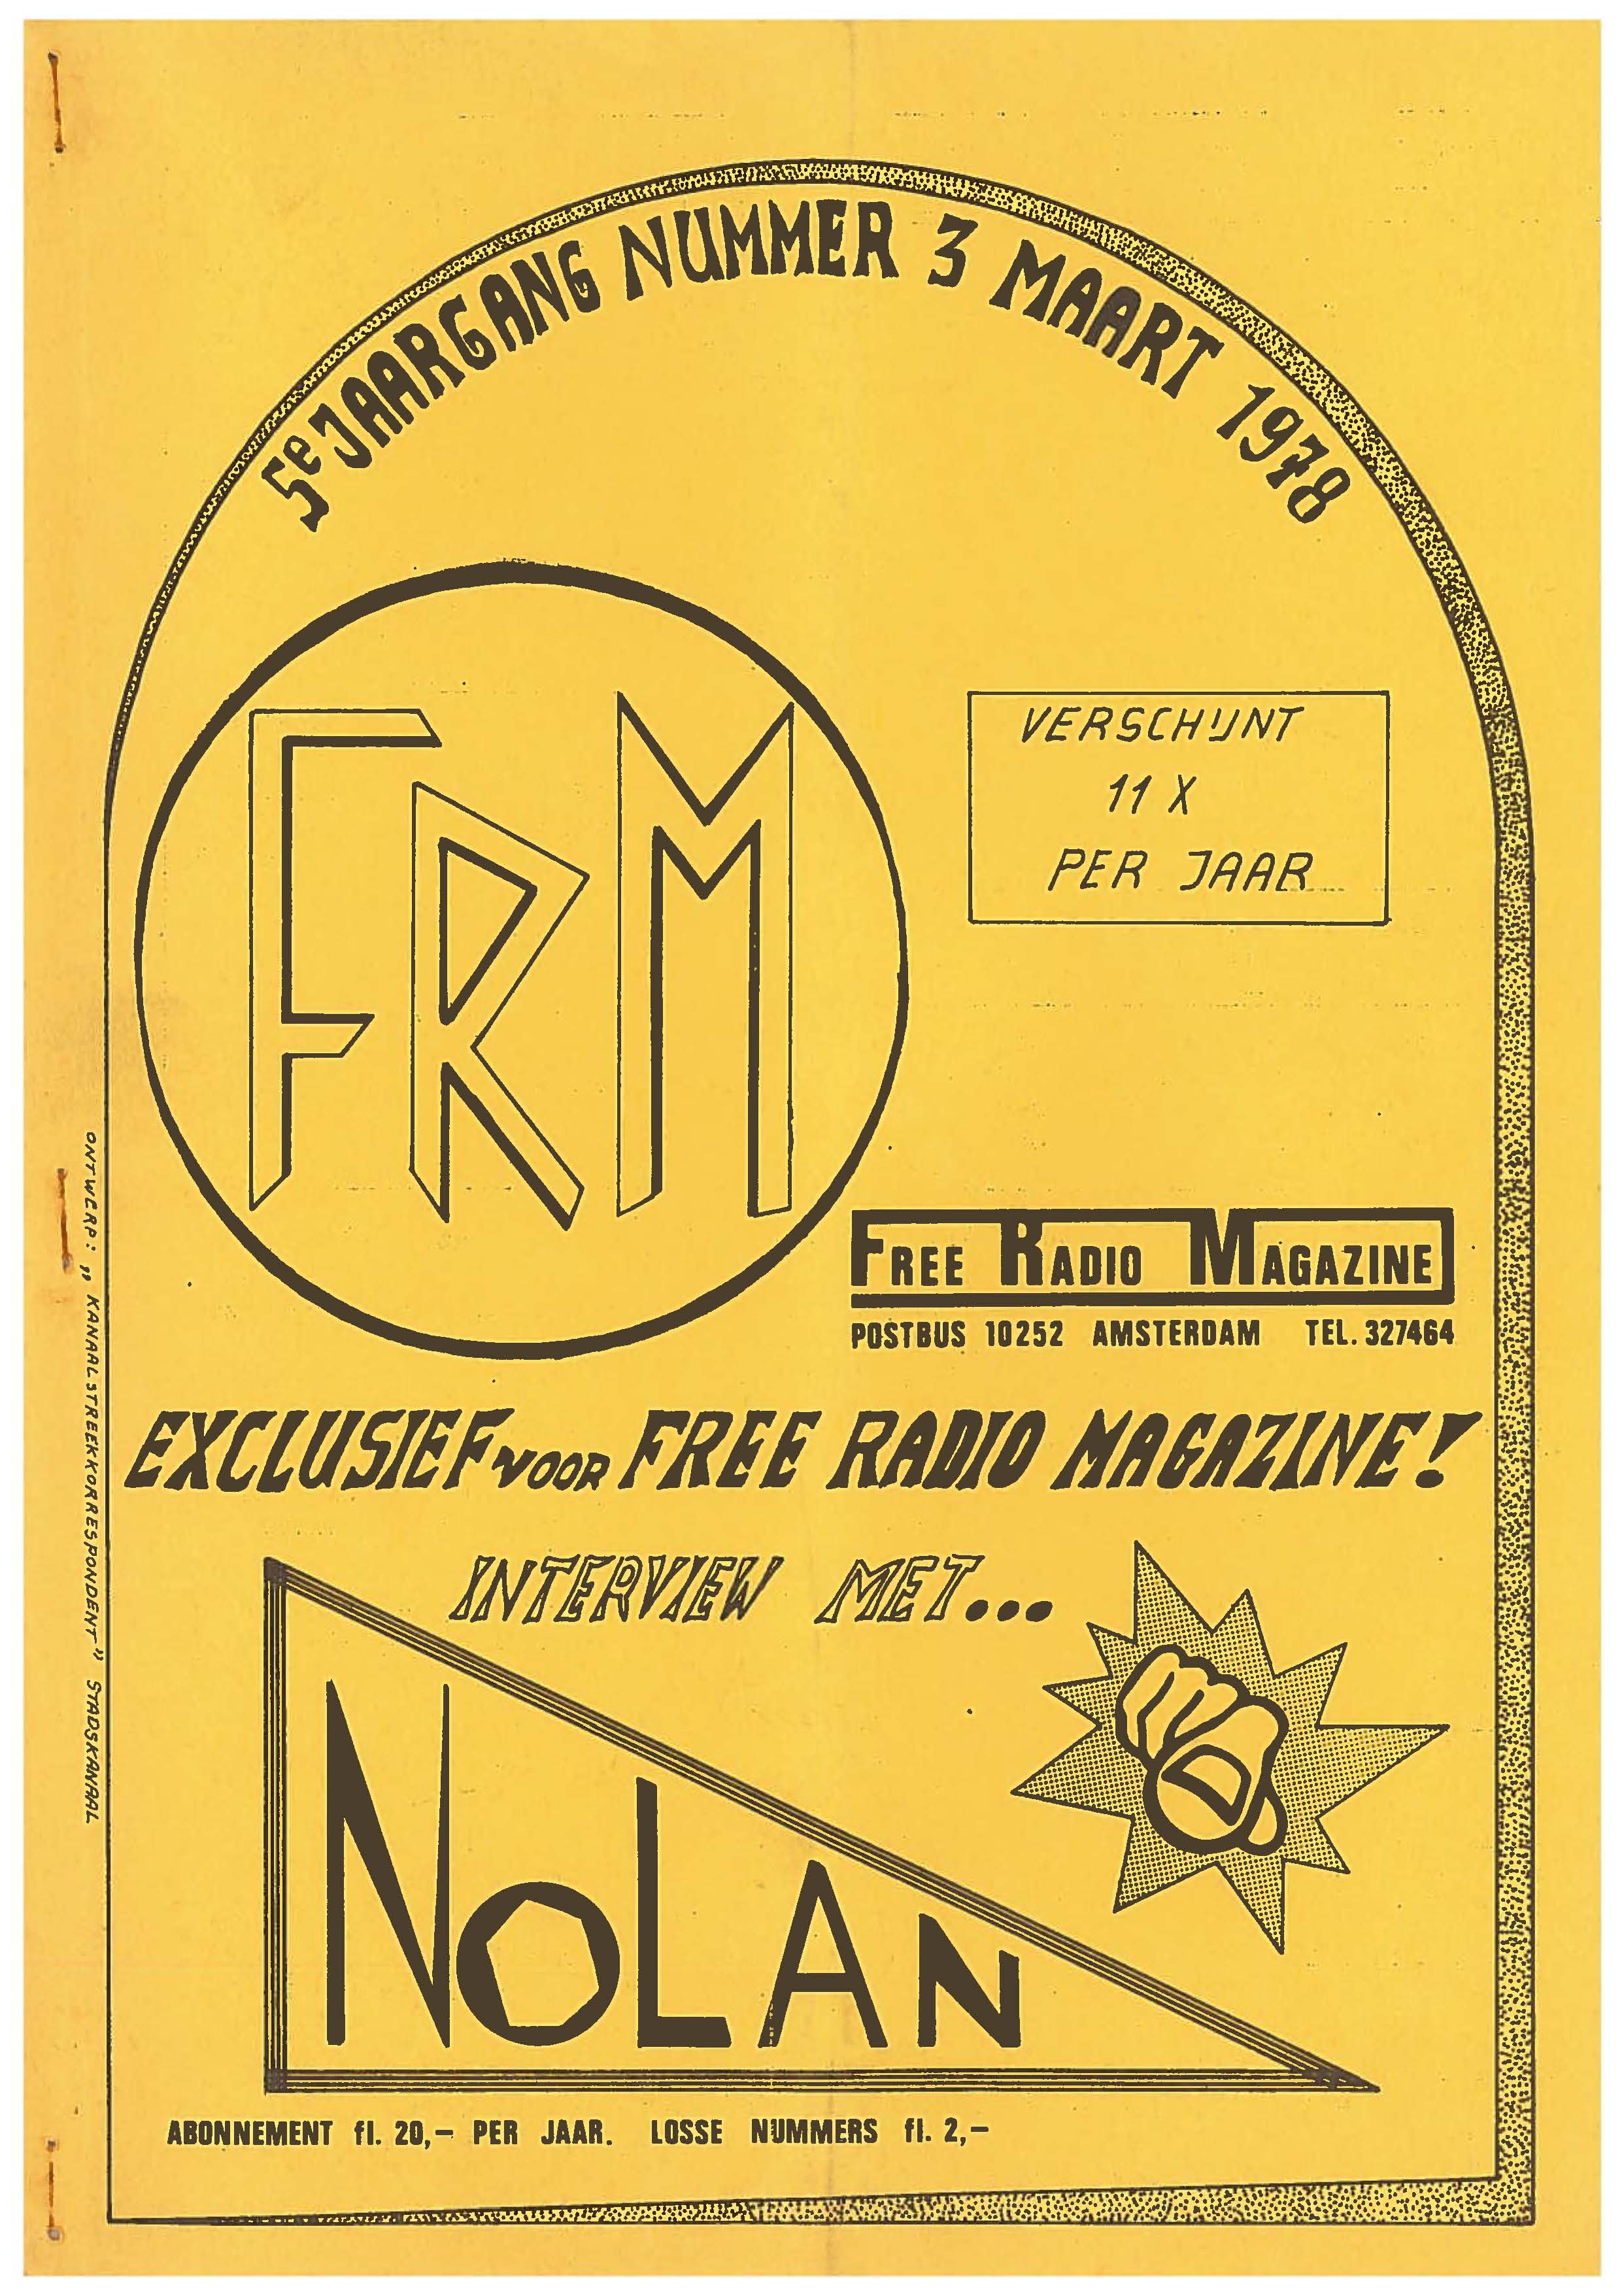 5e JAARGANG NUMMER 3 MAART 1978
FRM
VERSCHIJNT
11 X
PER JAAR
FREE RADIO MAGAZINE
POSTBUS 10252 AMSTERDAM TEL. 327464
EXCLUSIEF VOOR FREE RADIO MAGAZINE!
INTERVIEW MET...
NOLAN
ABONNEMENT fl. 20,- PER JAAR. LOSSE NUMMERS fl. 2,-
ONTWERP: „ KANAALSTREEKKORRESPONDENT" STADSKANAAL